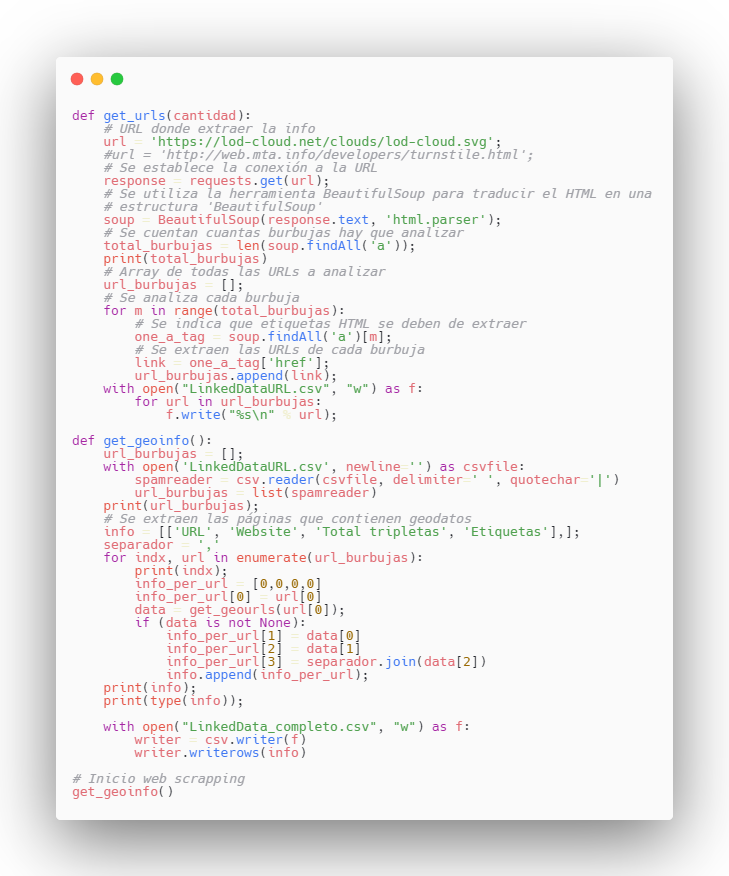 def get_urls(cantidad):
    # URL donde extraer la info
    url = 'https://lod-cloud.net/clouds/lod-cloud.svg';
    #url = 'http://web.mta.info/developers/turnstile.html';
    # Se establece la conexión a la URL
    response = requests.get(url);
    # Se utiliza la herramienta BeautifulSoup para traducir el HTML en una
    # estructura 'BeautifulSoup'
    soup = BeautifulSoup(response.text, 'html.parser');
    # Se cuentan cuantas burbujas hay que analizar
    total_burbujas = len(soup.findAll('a'));
    print(total_burbujas)
    # Array de todas las URLs a analizar
    url_burbujas = [];
    # Se analiza cada burbuja
    for m in range(total_burbujas):
        # Se indica que etiquetas HTML se deben de extraer
        one_a_tag = soup.findAll('a')[m];
        # Se extraen las URLs de cada burbuja
        link = one_a_tag['href'];
        url_burbujas.append(link);
    with open("LinkedDataURL.csv", "w") as f:
        for url in url_burbujas:
            f.write("%s\n" % url);

def get_geoinfo():
    url_burbujas = [];
    with open('LinkedDataURL.csv', newline='') as csvfile:
        spamreader = csv.reader(csvfile, delimiter=' ', quotechar='|')
        url_burbujas = list(spamreader)
    print(url_burbujas);
    # Se extraen las páginas que contienen geodatos
    info = [['URL', 'Website', 'Total tripletas', 'Etiquetas'],];
    separador = ','
    for indx, url in enumerate(url_burbujas):
        print(indx);
        info_per_url = [0,0,0,0]
        info_per_url[0] = url[0]
        data = get_geourls(url[0]);
        if (data is not None):
            info_per_url[1] = data[0]
            info_per_url[2] = data[1]
            info_per_url[3] = separador.join(data[2])
            info.append(info_per_url);
    print(info);
    print(type(info));

    with open("LinkedData_completo.csv", "w") as f:
        writer = csv.writer(f)
        writer.writerows(info)

# Inicio web scrapping
get_geoinfo()